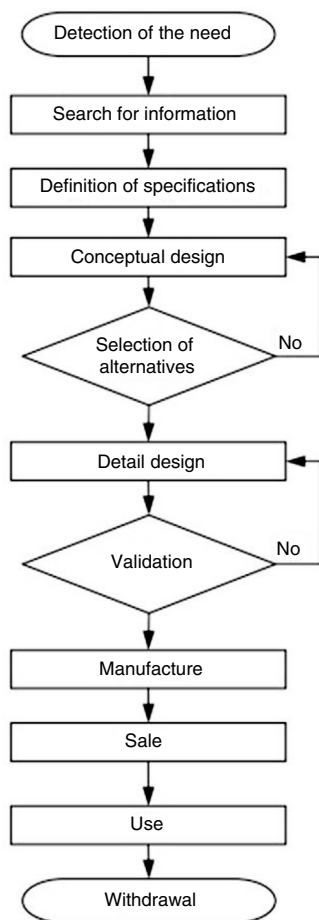 Detection of the need
Search for information
Definition of specifications
Conceptual design
Selection of
alternatives
No
Detail design
Validation
No
Manufacture
Sale
Use
Withdrawal